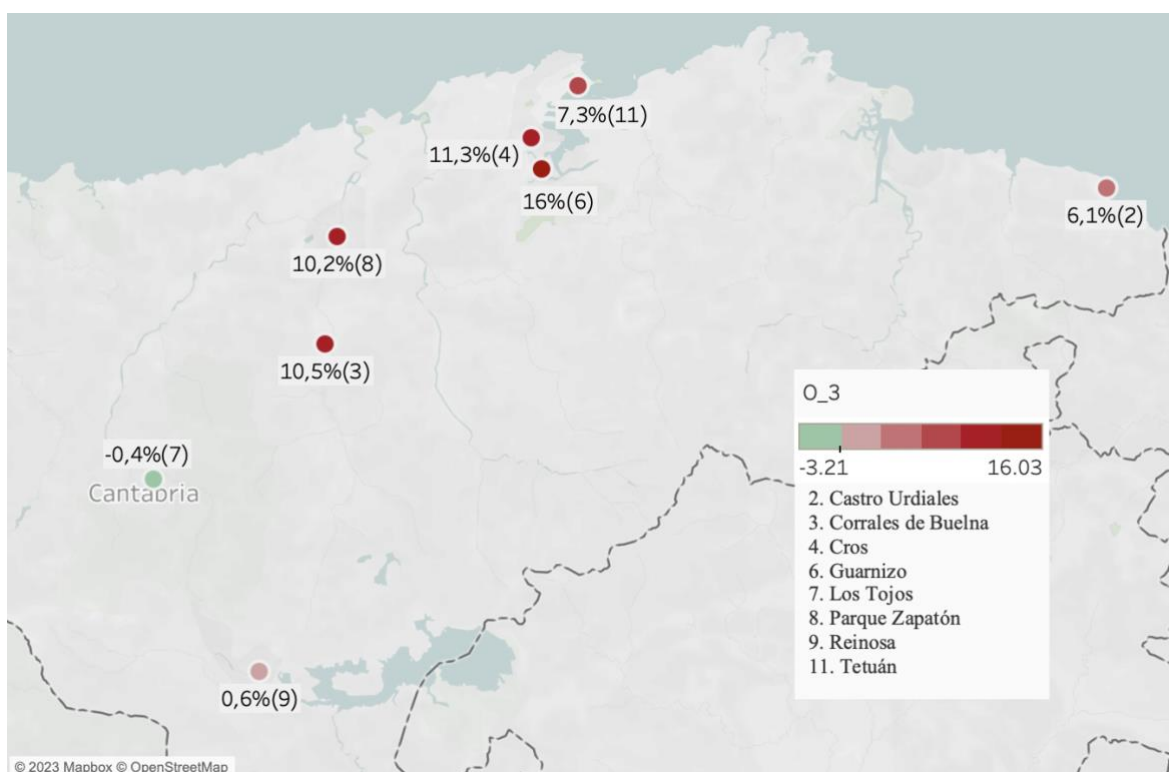 7,3%(11)
11,3%(4)
16%(6)
6,1%(2)
10,2%(8)
10,5%(3)
-0,4%(7)
Cantabria
0,6%(9)
O_3
-3.21 16.03
2. Castro Urdiales
3. Corrales de Buelna
4. Cros
6. Guarnizo
7. Los Tojos
8. Parque Zapatón
9. Reinosa
11. Tetuán
© 2023 Mapbox © OpenStreetMap